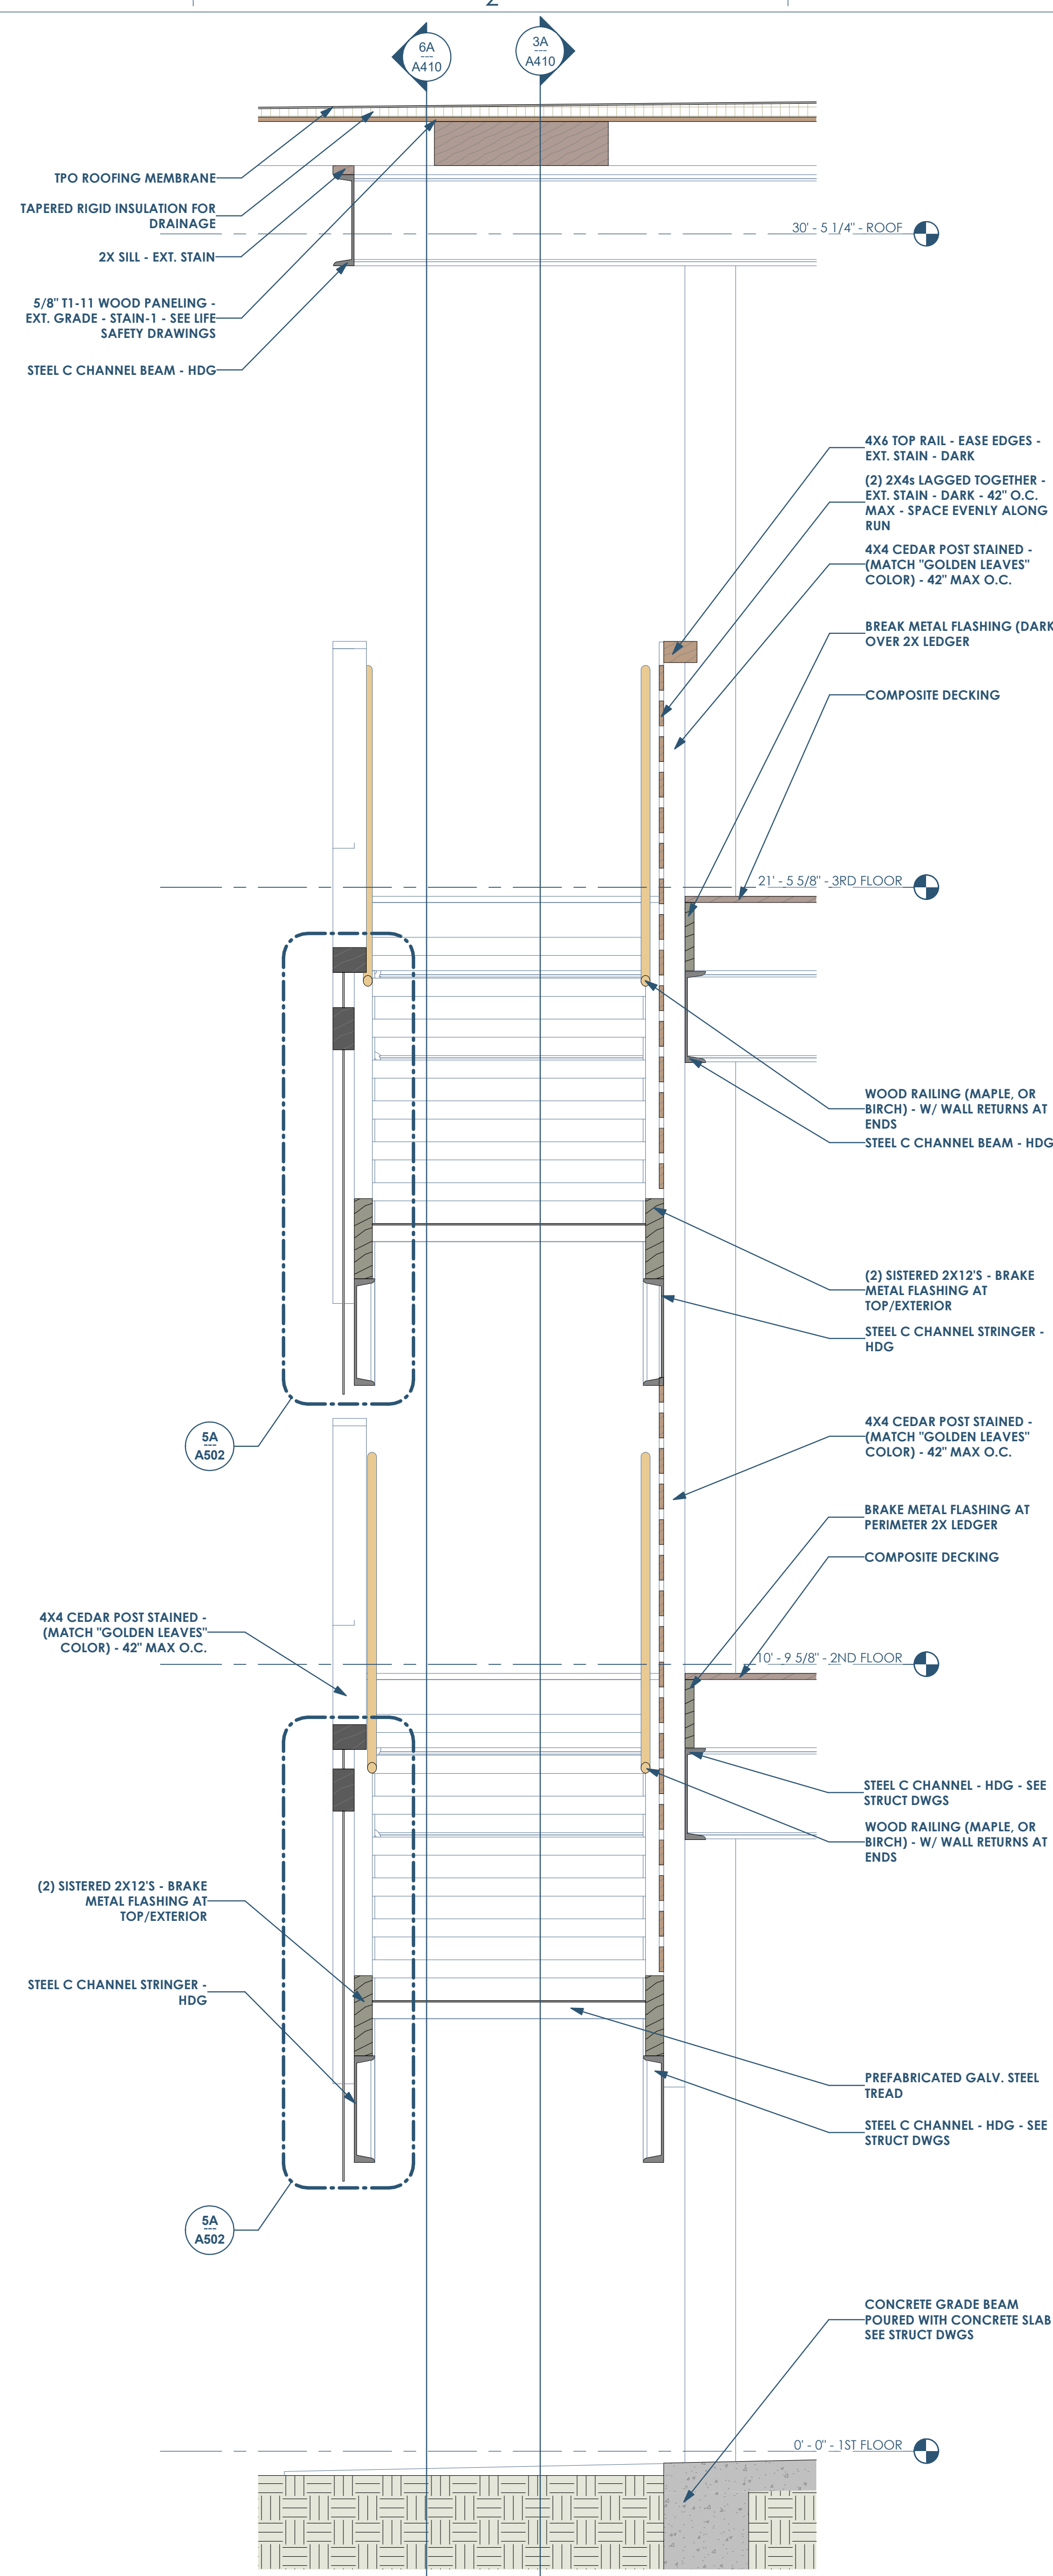 2
6A
---
A410
3A
---
A410
TPO ROOFING MEMBRANE
TAPERED RIGID INSULATION FOR
DRAINAGE
2X SILL - EXT. STAIN
5/8" T1-11 WOOD PANELING -
EXT. GRADE - STAIN-1 - SEE LIFE
SAFETY DRAWINGS
STEEL C CHANNEL BEAM - HDG
30' - 5 1/4" - ROOF
4X6 TOP RAIL - EASE EDGES -
EXT. STAIN - DARK
(2) 2X4s LAGGED TOGETHER -
EXT. STAIN - DARK - 42" O.C.
MAX - SPACE EVENLY ALONG
RUN
4X4 CEDAR POST STAINED -
(MATCH "GOLDEN LEAVES"
COLOR) - 42" MAX O.C.
BREAK METAL FLASHING (DARK
OVER 2X LEDGER
COMPOSITE DECKING
21' - 5 5/8" - 3RD FLOOR
WOOD RAILING (MAPLE, OR
BIRCH) - W/ WALL RETURNS AT
ENDS
STEEL C CHANNEL BEAM - HDG
(2) SISTERED 2X12'S - BRAKE
METAL FLASHING AT
TOP/EXTERIOR
STEEL C CHANNEL STRINGER -
HDG
5A
---
A502
4X4 CEDAR POST STAINED -
(MATCH "GOLDEN LEAVES"
COLOR) - 42" MAX O.C.
BRAKE METAL FLASHING AT
PERIMETER 2X LEDGER
COMPOSITE DECKING
4X4 CEDAR POST STAINED -
(MATCH "GOLDEN LEAVES"
COLOR) - 42" MAX O.C.
10' - 9 5/8" - 2ND FLOOR
STEEL C CHANNEL - HDG - SEE
STRUCT DWGS
WOOD RAILING (MAPLE, OR
BIRCH) - W/ WALL RETURNS AT
ENDS
(2) SISTERED 2X12'S - BRAKE
METAL FLASHING AT
TOP/EXTERIOR
STEEL C CHANNEL STRINGER -
HDG
PREFABRICATED GALV. STEEL
TREAD
STEEL C CHANNEL - HDG - SEE
STRUCT DWGS
5A
---
A502
CONCRETE GRADE BEAM
POURED WITH CONCRETE SLAB
SEE STRUCT DWGS
0' - 0" - 1ST FLOOR